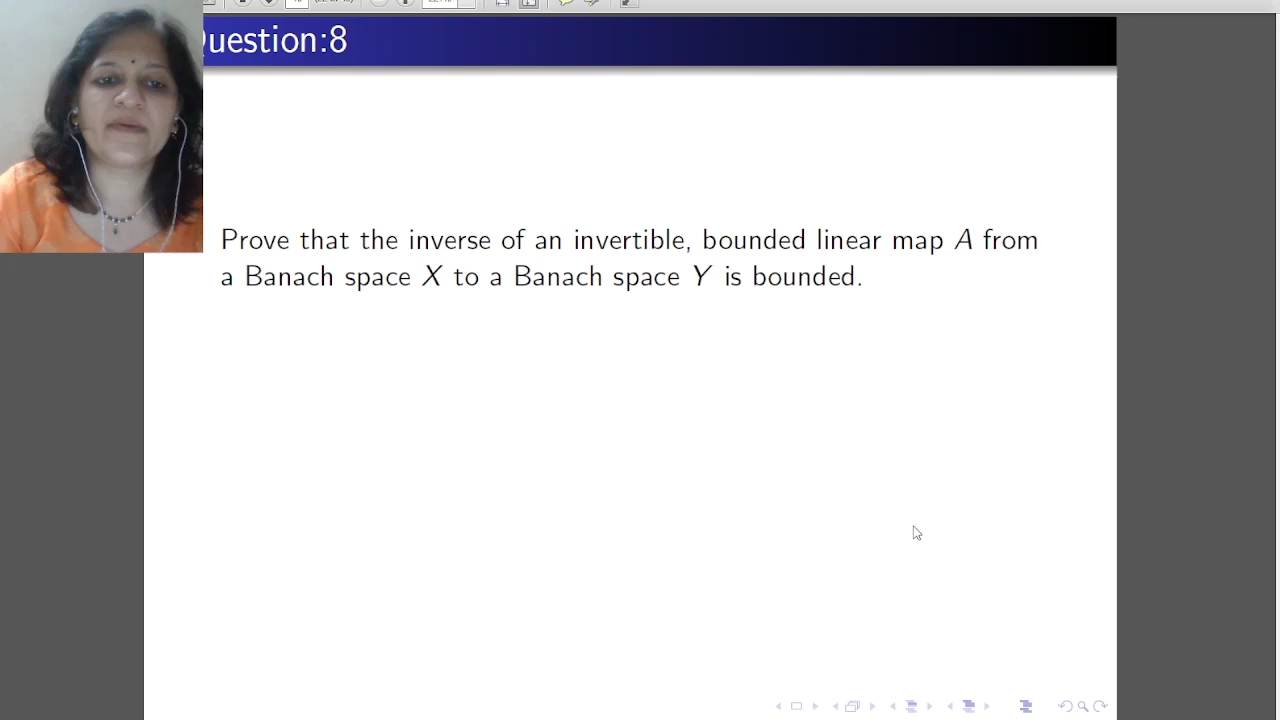 uestion:8
Prove that the inverse of an invertible, bounded linear map A from
a Banach space X to a Banach space Y is bounded.